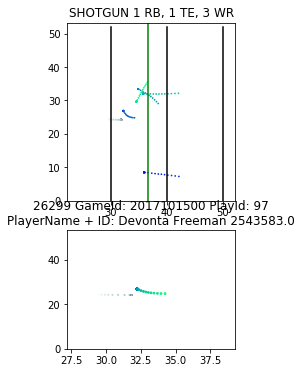 SHOTGUN 1 RB, 1 TE, 3 WR
50
40
30
20
10
0
30 40 50
26299 GameId: 2017101500 PlayId: 97
PlayerName + ID: Devonta Freeman 2543583.0
40
20
0
27.5 30.0 32.5 35.0 37.5